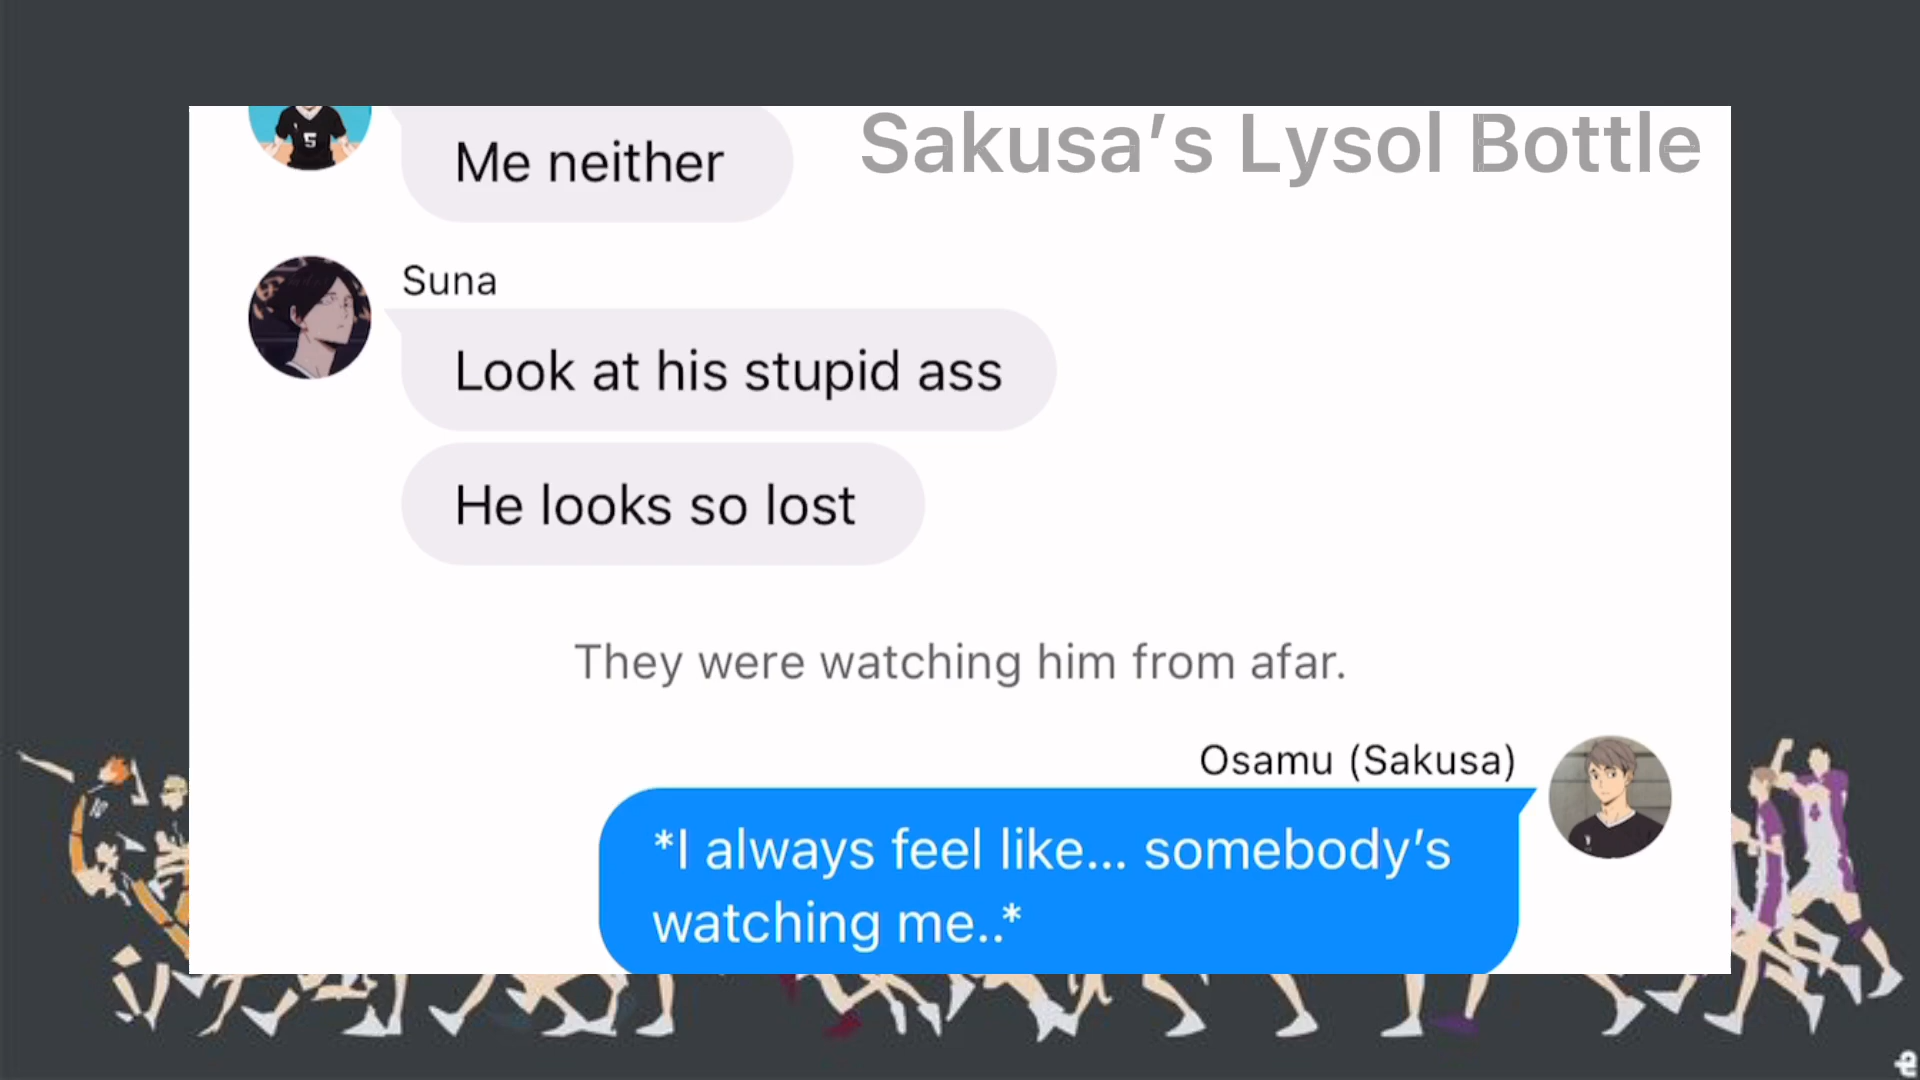 Sakusa’s Lysol Bottle
5
Me neither
Suna
Look at his stupid ass
He looks so lost
They were watching him from afar.
Osamu (Sakusa)
*I always feel like... somebody’s
watching me..*